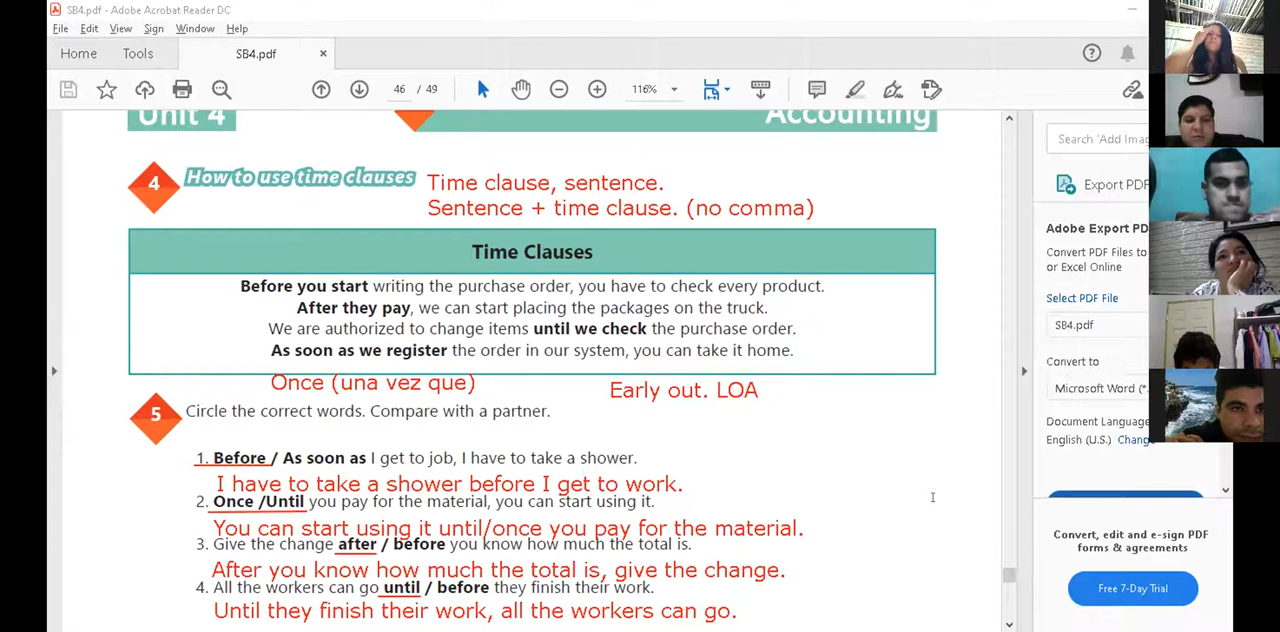 SB4.pdf - Adobe Acrobat Reader DC
File Edit View Sign Window Help
Home Tools SB4.pdf ×
46 / 49 116%
Unit 4 Accounting
4 How to use time clauses
Time clause, sentence.
Sentence + time clause. (no comma)
Time Clauses
Before you start writing the purchase order, you have to check every product.
After they pay, we can start placing the packages on the truck.
We are authorized to change items until we check the purchase order.
As soon as we register the order in our system, you can take it home.
Once (una vez que)
Early out. LOA
5 Circle the correct words. Compare with a partner.
1. Before / As soon as I get to job, I have to take a shower.
I have to take a shower before I get to work.
2. Once /Until you pay for the material, you can start using it.
You can start using it until/once you pay for the material.
3. Give the change after / before you know how much the total is.
After you know how much the total is, give the change.
4. All the workers can go until / before they finish their work.
Until they finish their work, all the workers can go.
Search 'Add Imag
Export PDF
Adobe Export PD
Convert PDF Files to
or Excel Online
Select PDF File
SB4.pdf
Convert to
Microsoft Word (*.
Document Language
English (U.S.) Change
Convert, edit and e-sign PDF
forms & agreements
Free 7-Day Trial